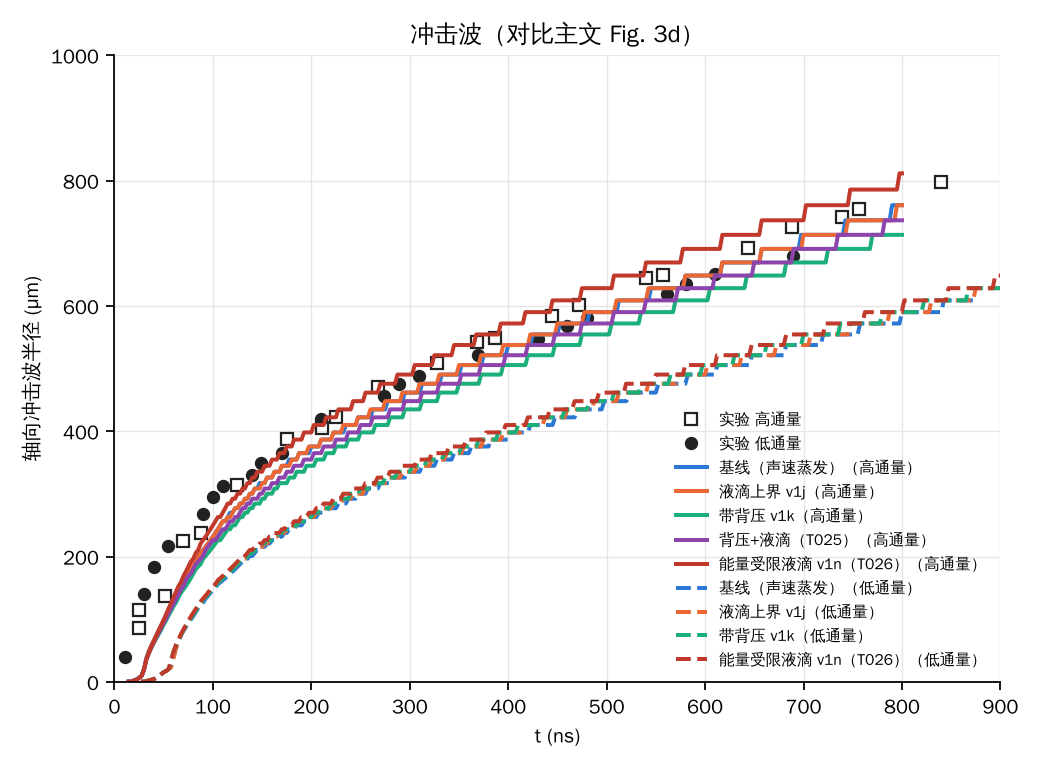 冲击波（对比主文 Fig. 3d）
轴向冲击波半径 (μm)
1000
800
600
400
200
0
0 100 200 300 400 500 600 700 800 900
t (ns)
实验 高通量
实验 低通量
基线（声速蒸发）（高通量）
液滴上界 v1j（高通量）
带背压 v1k（高通量）
背压+液滴（T025）（高通量）
能量受限液滴 v1n（T026）（高通量）
基线（声速蒸发）（低通量）
液滴上界 v1j（低通量）
带背压 v1k（低通量）
能量受限液滴 v1n（T026）（低通量）